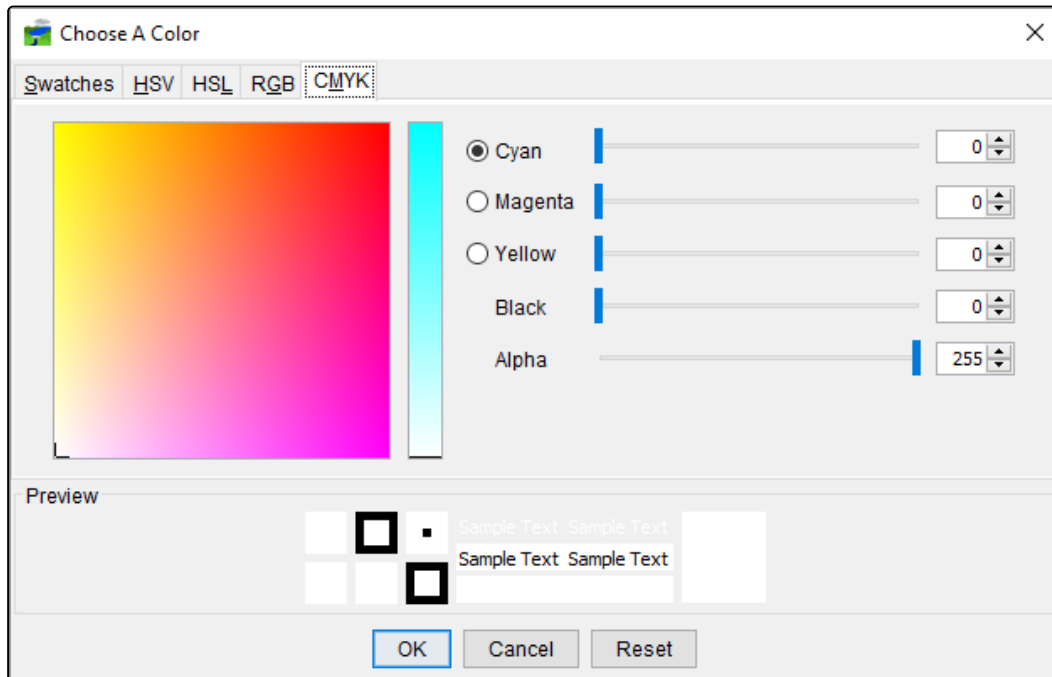 Choose A Color
Swatches HSV HSL RGB CMYK
Cyan 0
Magenta 0
Yellow 0
Black 0
Alpha 255
Preview
Sample Text Sample Text
Sample Text Sample Text
OK Cancel Reset